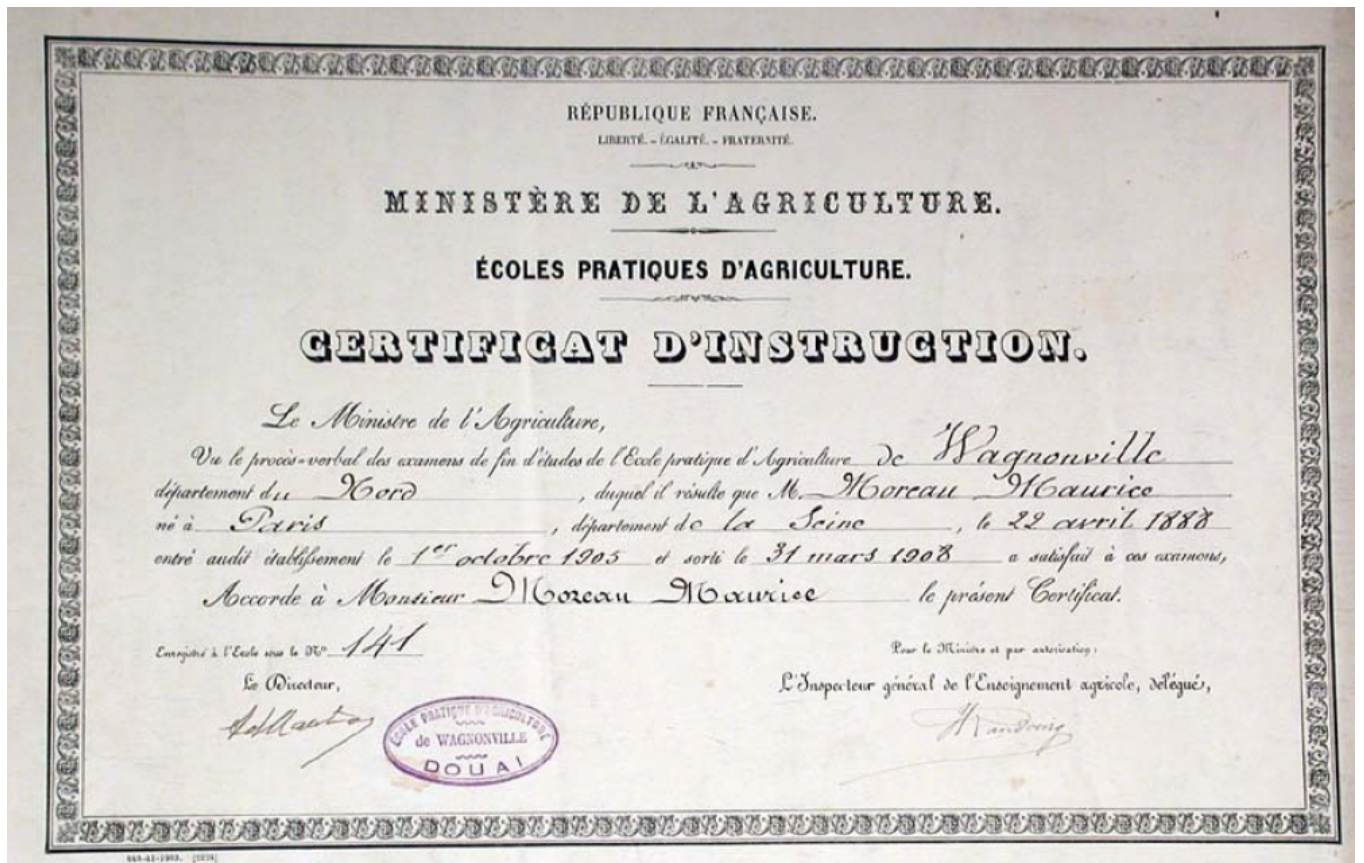 RÉPUBLIQUE FRANÇAISE.
LIBERTÉ. – ÉGALITÉ. – FRATERNITÉ.
MINISTÈRE DE L'AGRICULTURE.
ÉCOLES PRATIQUES D'AGRICULTURE.
CERTIFICAT D'INSTRUCTION.
Le Ministre de l'Agriculture,
Vu le procès-verbal des examens de fin d'études de l'Ecole pratique d'Agriculture de Wagnonville
département du Nord, duquel il résulte que M. Moreau Maurice
né à Paris, département de la Seine, le 22 avril 1888
entré audit établissement le 1er octobre 1905 et sorti le 31 mars 1908 a satisfait à ces examens,
Accorde à Monsieur Moreau Maurice le présent Certificat.
Enregistré à l'Ecole sous le No 141
Pour le Ministre et par autorisation:
Le Directeur,
L'Inspecteur général de l'Enseignement agricole, délégué,
ÉCOLE PRATIQUE D'AGRICULTURE
de WAGNONVILLE
DOUAI